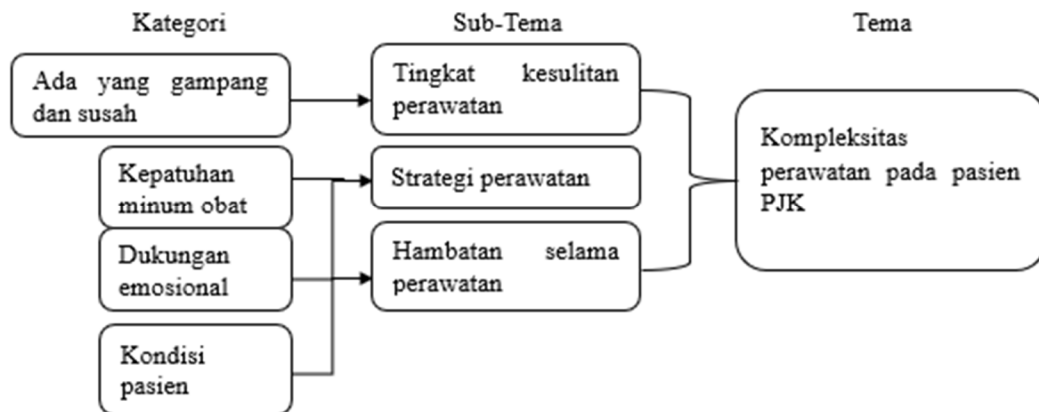 Kategori
Sub-Tema
Tema
Ada yang gampang
dan susah
Tingkat kesulitan
perawatan
Kepatuhan
minum obat
Strategi perawatan
Dukungan
emosional
Hambatan selama
perawatan
Kondisi
pasien
Kompleksitas
perawatan pada pasien
PJK